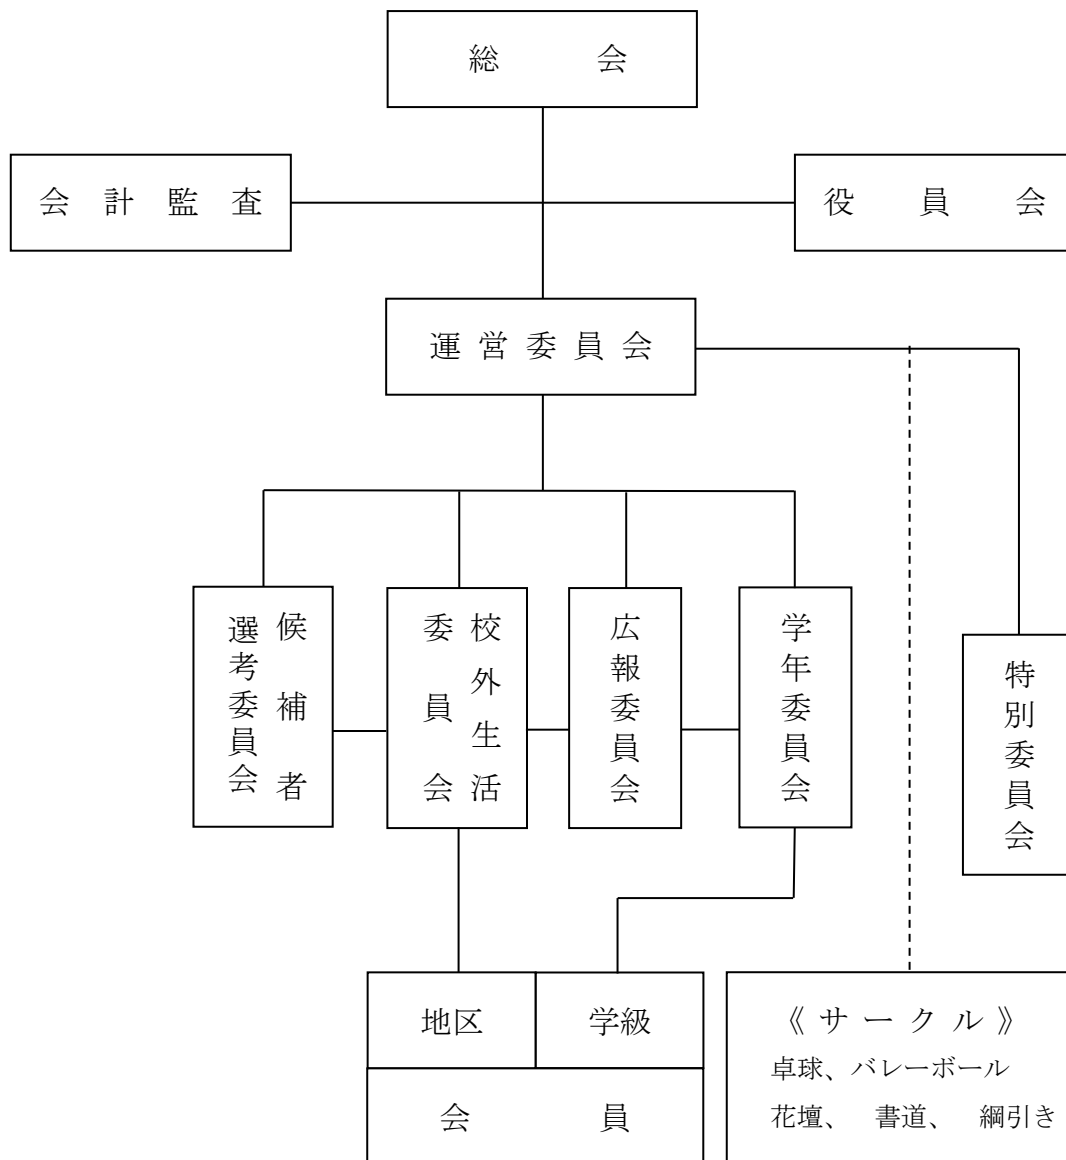 総会
会計監査
役員会
運営委員会
候補者
選考委員会
校外生活
委員会
広報委員会
学年委員会
特別委員会
地区
学級
会員
《サークル》
卓球、バレーボール
花壇、 書道、 綱引き